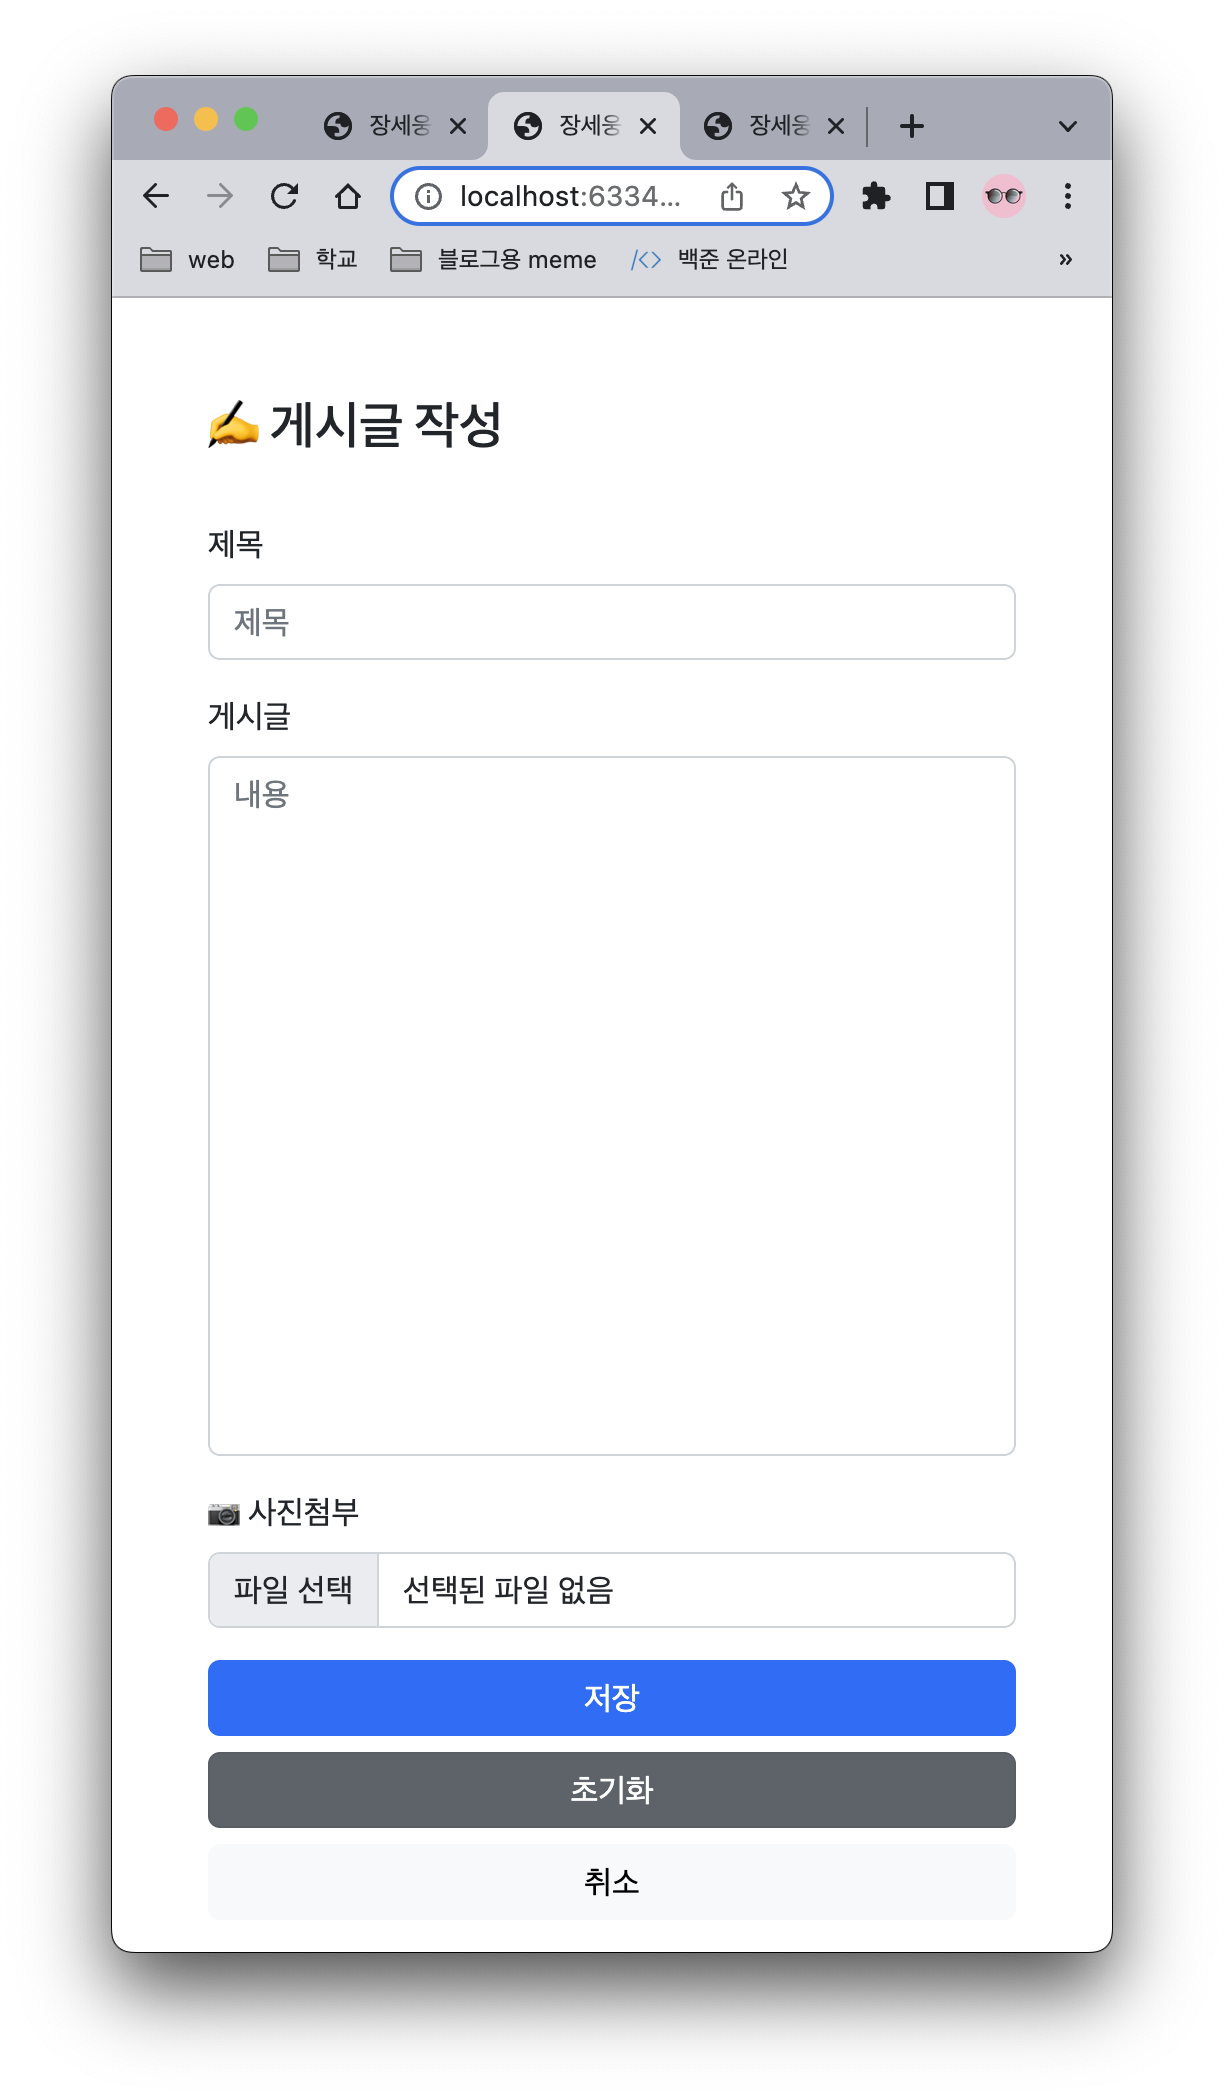 장세웅 장세웅 장세웅
localhost:6334...
web 학교 블로그용 meme 백준 온라인
✍️ 게시글 작성
제목
제목
게시글
내용
📷 사진첨부
파일 선택 선택된 파일 없음
저장
초기화
취소